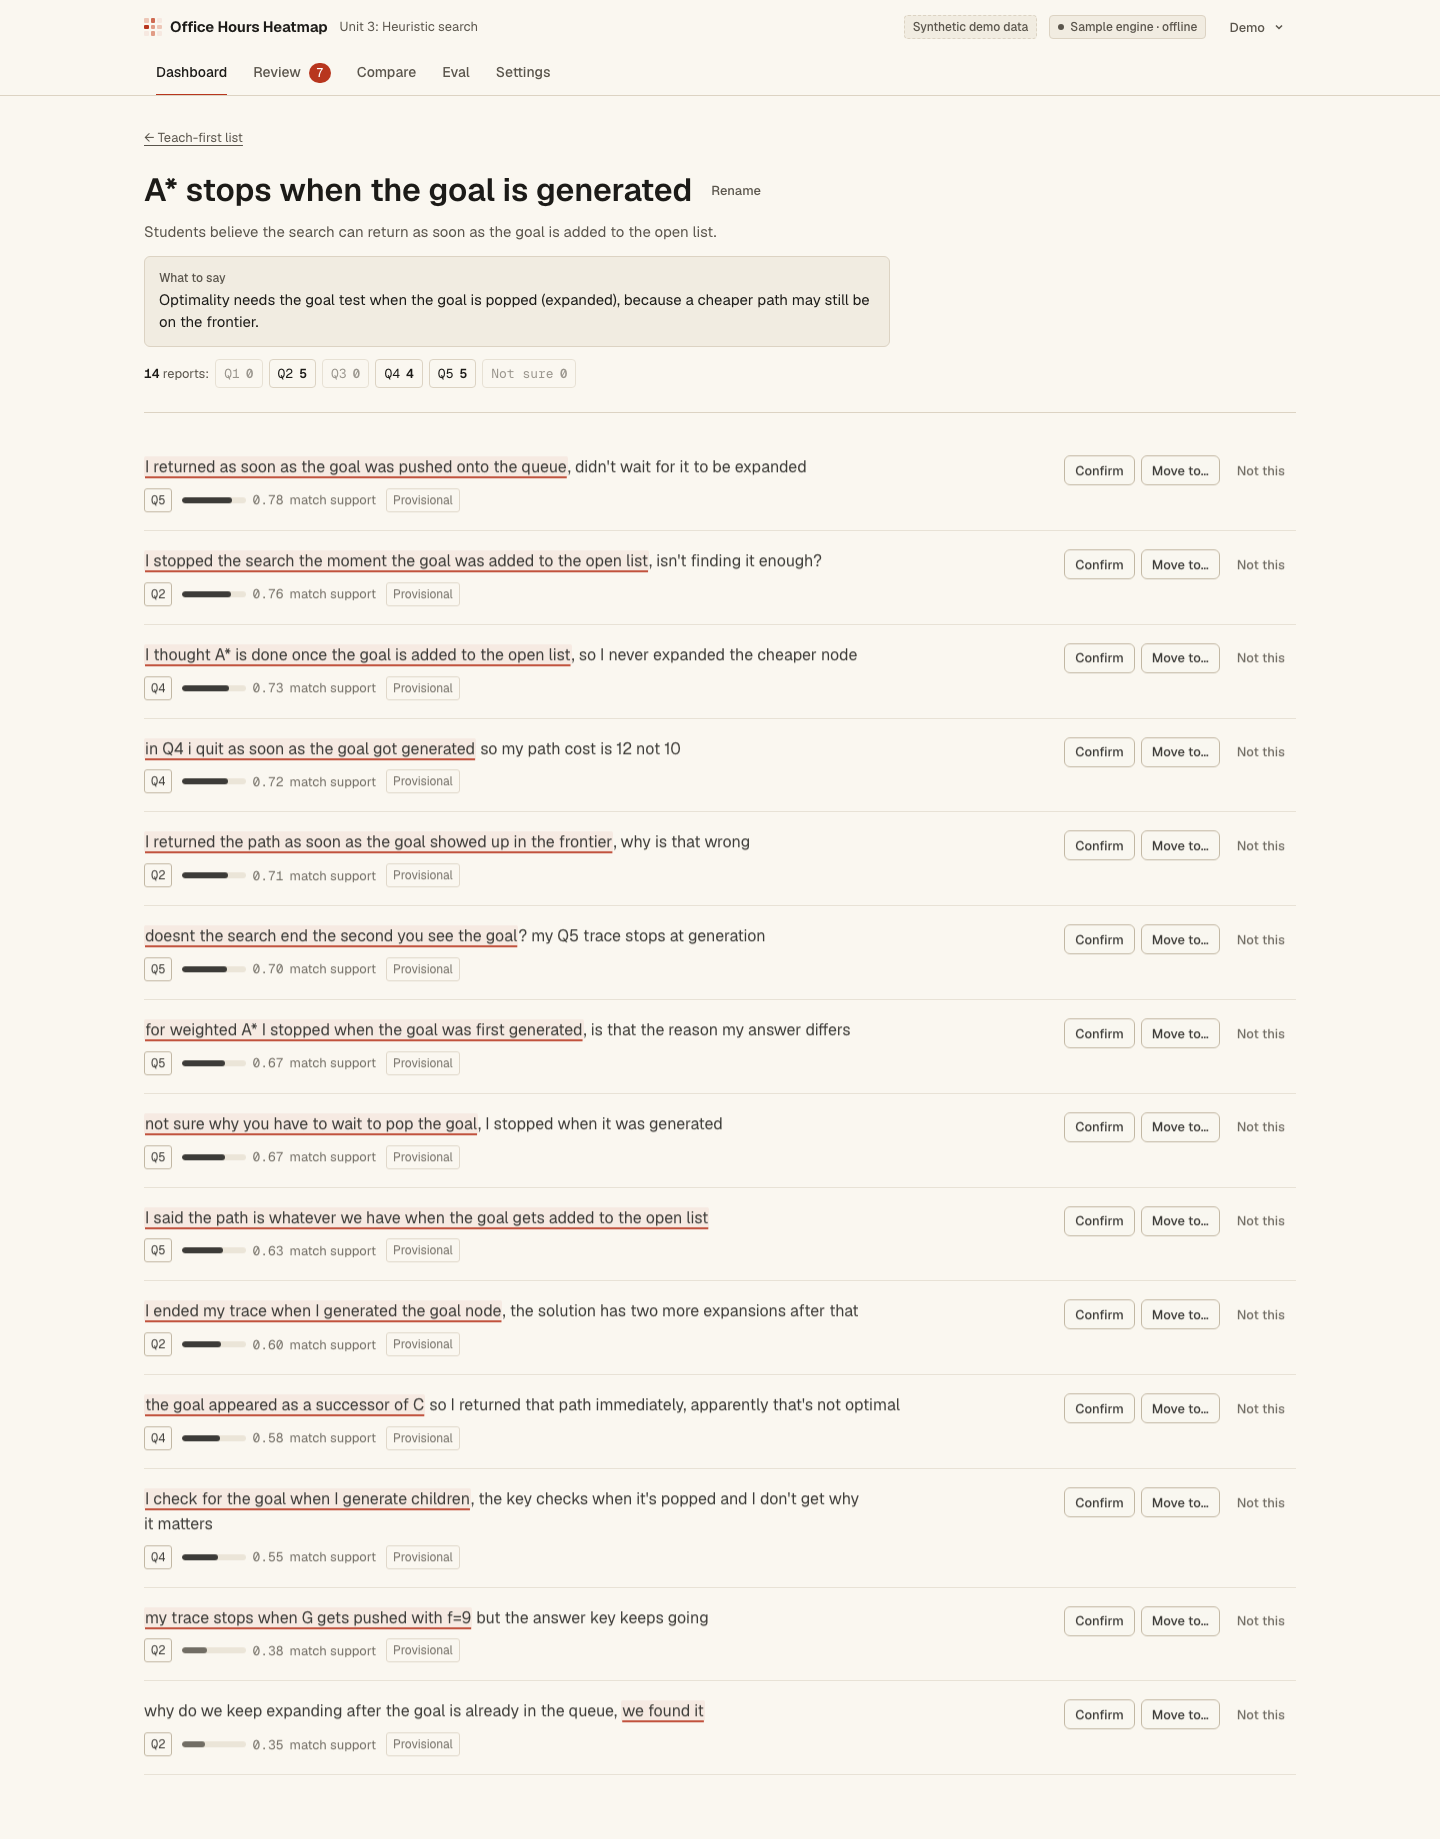 Office Hours Heatmap Unit 3: Heuristic search Synthetic demo data Sample engine · offline Demo
Dashboard Review 7 Compare Eval Settings
← Teach-first list
A* stops when the goal is generated Rename
Students believe the search can return as soon as the goal is added to the open list.
What to say
Optimality needs the goal test when the goal is popped (expanded), because a cheaper path may still be
on the frontier.
14 reports: Q1 0 Q2 5 Q3 0 Q4 4 Q5 5 Not sure 0
I returned as soon as the goal was pushed onto the queue, didn't wait for it to be expanded Confirm Move to... Not this
Q5 0.78 match support Provisional
I stopped the search the moment the goal was added to the open list, isn't finding it enough? Confirm Move to... Not this
Q2 0.76 match support Provisional
I thought A* is done once the goal is added to the open list, so I never expanded the cheaper node Confirm Move to... Not this
Q4 0.73 match support Provisional
in Q4 i quit as soon as the goal got generated so my path cost is 12 not 10 Confirm Move to... Not this
Q4 0.72 match support Provisional
I returned the path as soon as the goal showed up in the frontier, why is that wrong Confirm Move to... Not this
Q2 0.71 match support Provisional
doesnt the search end the second you see the goal? my Q5 trace stops at generation Confirm Move to... Not this
Q5 0.70 match support Provisional
for weighted A* I stopped when the goal was first generated, is that the reason my answer differs Confirm Move to... Not this
Q5 0.67 match support Provisional
not sure why you have to wait to pop the goal, I stopped when it was generated Confirm Move to... Not this
Q5 0.67 match support Provisional
I said the path is whatever we have when the goal gets added to the open list Confirm Move to... Not this
Q5 0.63 match support Provisional
I ended my trace when I generated the goal node, the solution has two more expansions after that Confirm Move to... Not this
Q2 0.60 match support Provisional
the goal appeared as a successor of C so I returned that path immediately, apparently that's not optimal Confirm Move to... Not this
Q4 0.58 match support Provisional
I check for the goal when I generate children, the key checks when it's popped and I don't get why Confirm Move to... Not this
it matters
Q4 0.55 match support Provisional
my trace stops when G gets pushed with f=9 but the answer key keeps going Confirm Move to... Not this
Q2 0.38 match support Provisional
why do we keep expanding after the goal is already in the queue, we found it Confirm Move to... Not this
Q2 0.35 match support Provisional